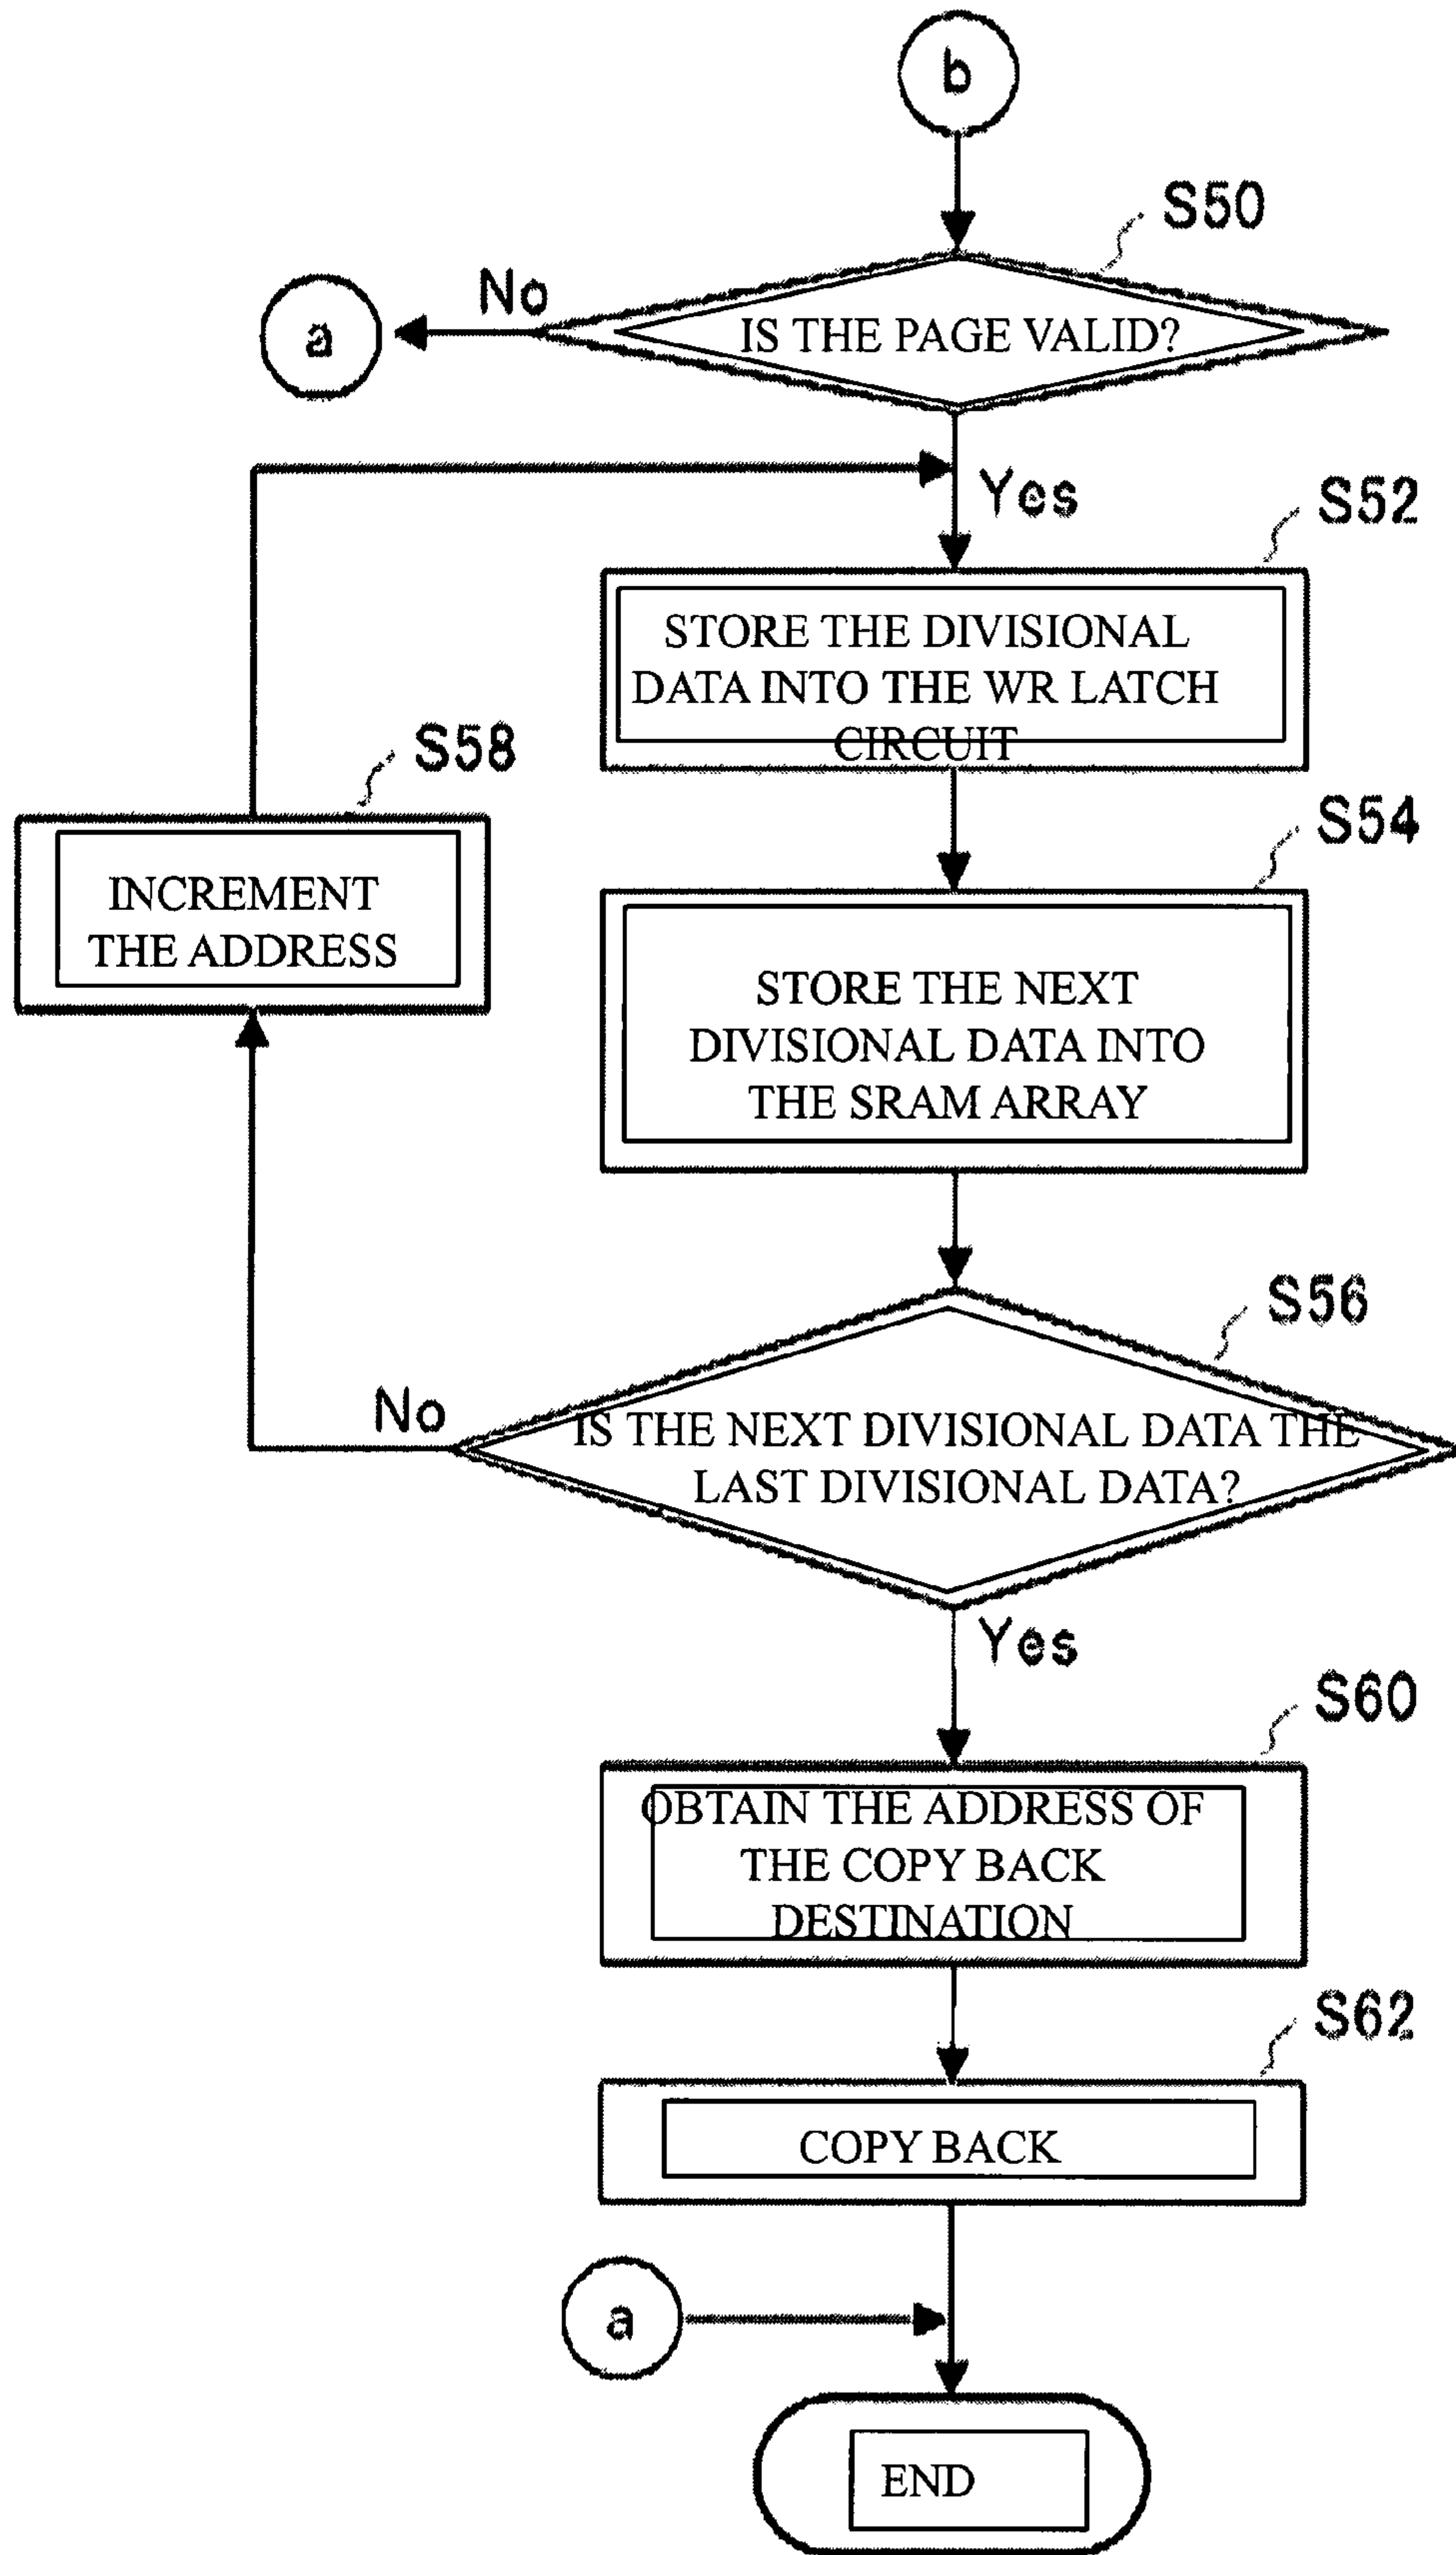 b
S50
No
a
IS THE PAGE VALID?
Yes
S52
STORE THE DIVISIONAL
DATA INTO THE WR LATCH
CIRCUIT
S58
INCREMENT
THE ADDRESS
S54
STORE THE NEXT
DIVISIONAL DATA INTO
THE SRAM ARRAY
S56
No
IS THE NEXT DIVISIONAL DATA THE
LAST DIVISIONAL DATA?
Yes
S60
OBTAIN THE ADDRESS OF
THE COPY BACK
DESTINATION
S62
COPY BACK
a
END